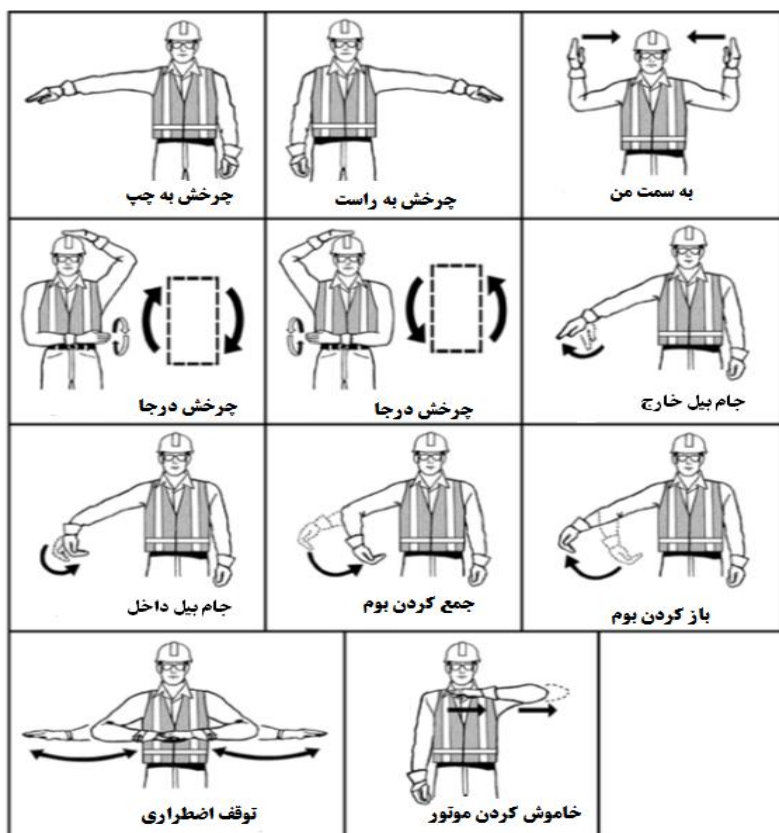 به سمت من
چرخش به راست
چرخش به چپ
جام بیل خارج
چرخش درجا
چرخش درجا
باز کردن بوم
جمع کردن بوم
جام بیل داخل
خاموش کردن موتور
توقف اضطراری